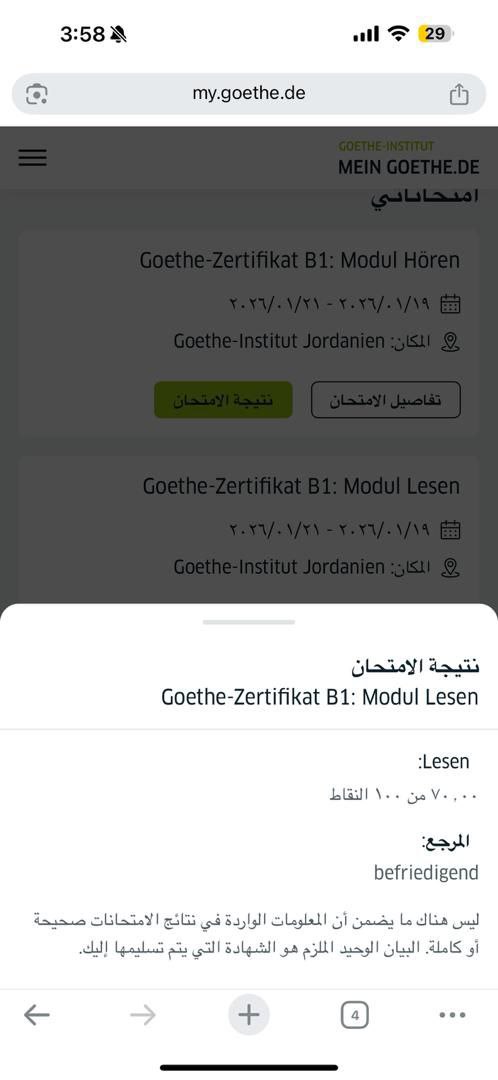 3:58
29
my.goethe.de
GOETHE-INSTITUT
MEIN GOETHE.DE
امتحاناتي
Goethe-Zertifikat B1: Modul Hören
٢٠٢٦/٠١/١٩ - ٢٠٢٦/٠١/٢١
المكان: Goethe-Institut Jordanien
تفاصيل الامتحان
نتيجة الامتحان
Goethe-Zertifikat B1: Modul Lesen
٢٠٢٦/٠١/١٩ - ٢٠٢٦/٠١/٢١
المكان: Goethe-Institut Jordanien
نتيجة الامتحان
Goethe-Zertifikat B1: Modul Lesen
Lesen:
٧٠,٠٠ من ١٠٠ النقاط
المرجع:
befriedigend
ليس هناك ما يضمن أن المعلومات الواردة في نتائج الامتحانات صحيحة
أو كاملة. البيان الوحيد الملزم هو الشهادة التي يتم تسليمها إليك.
4